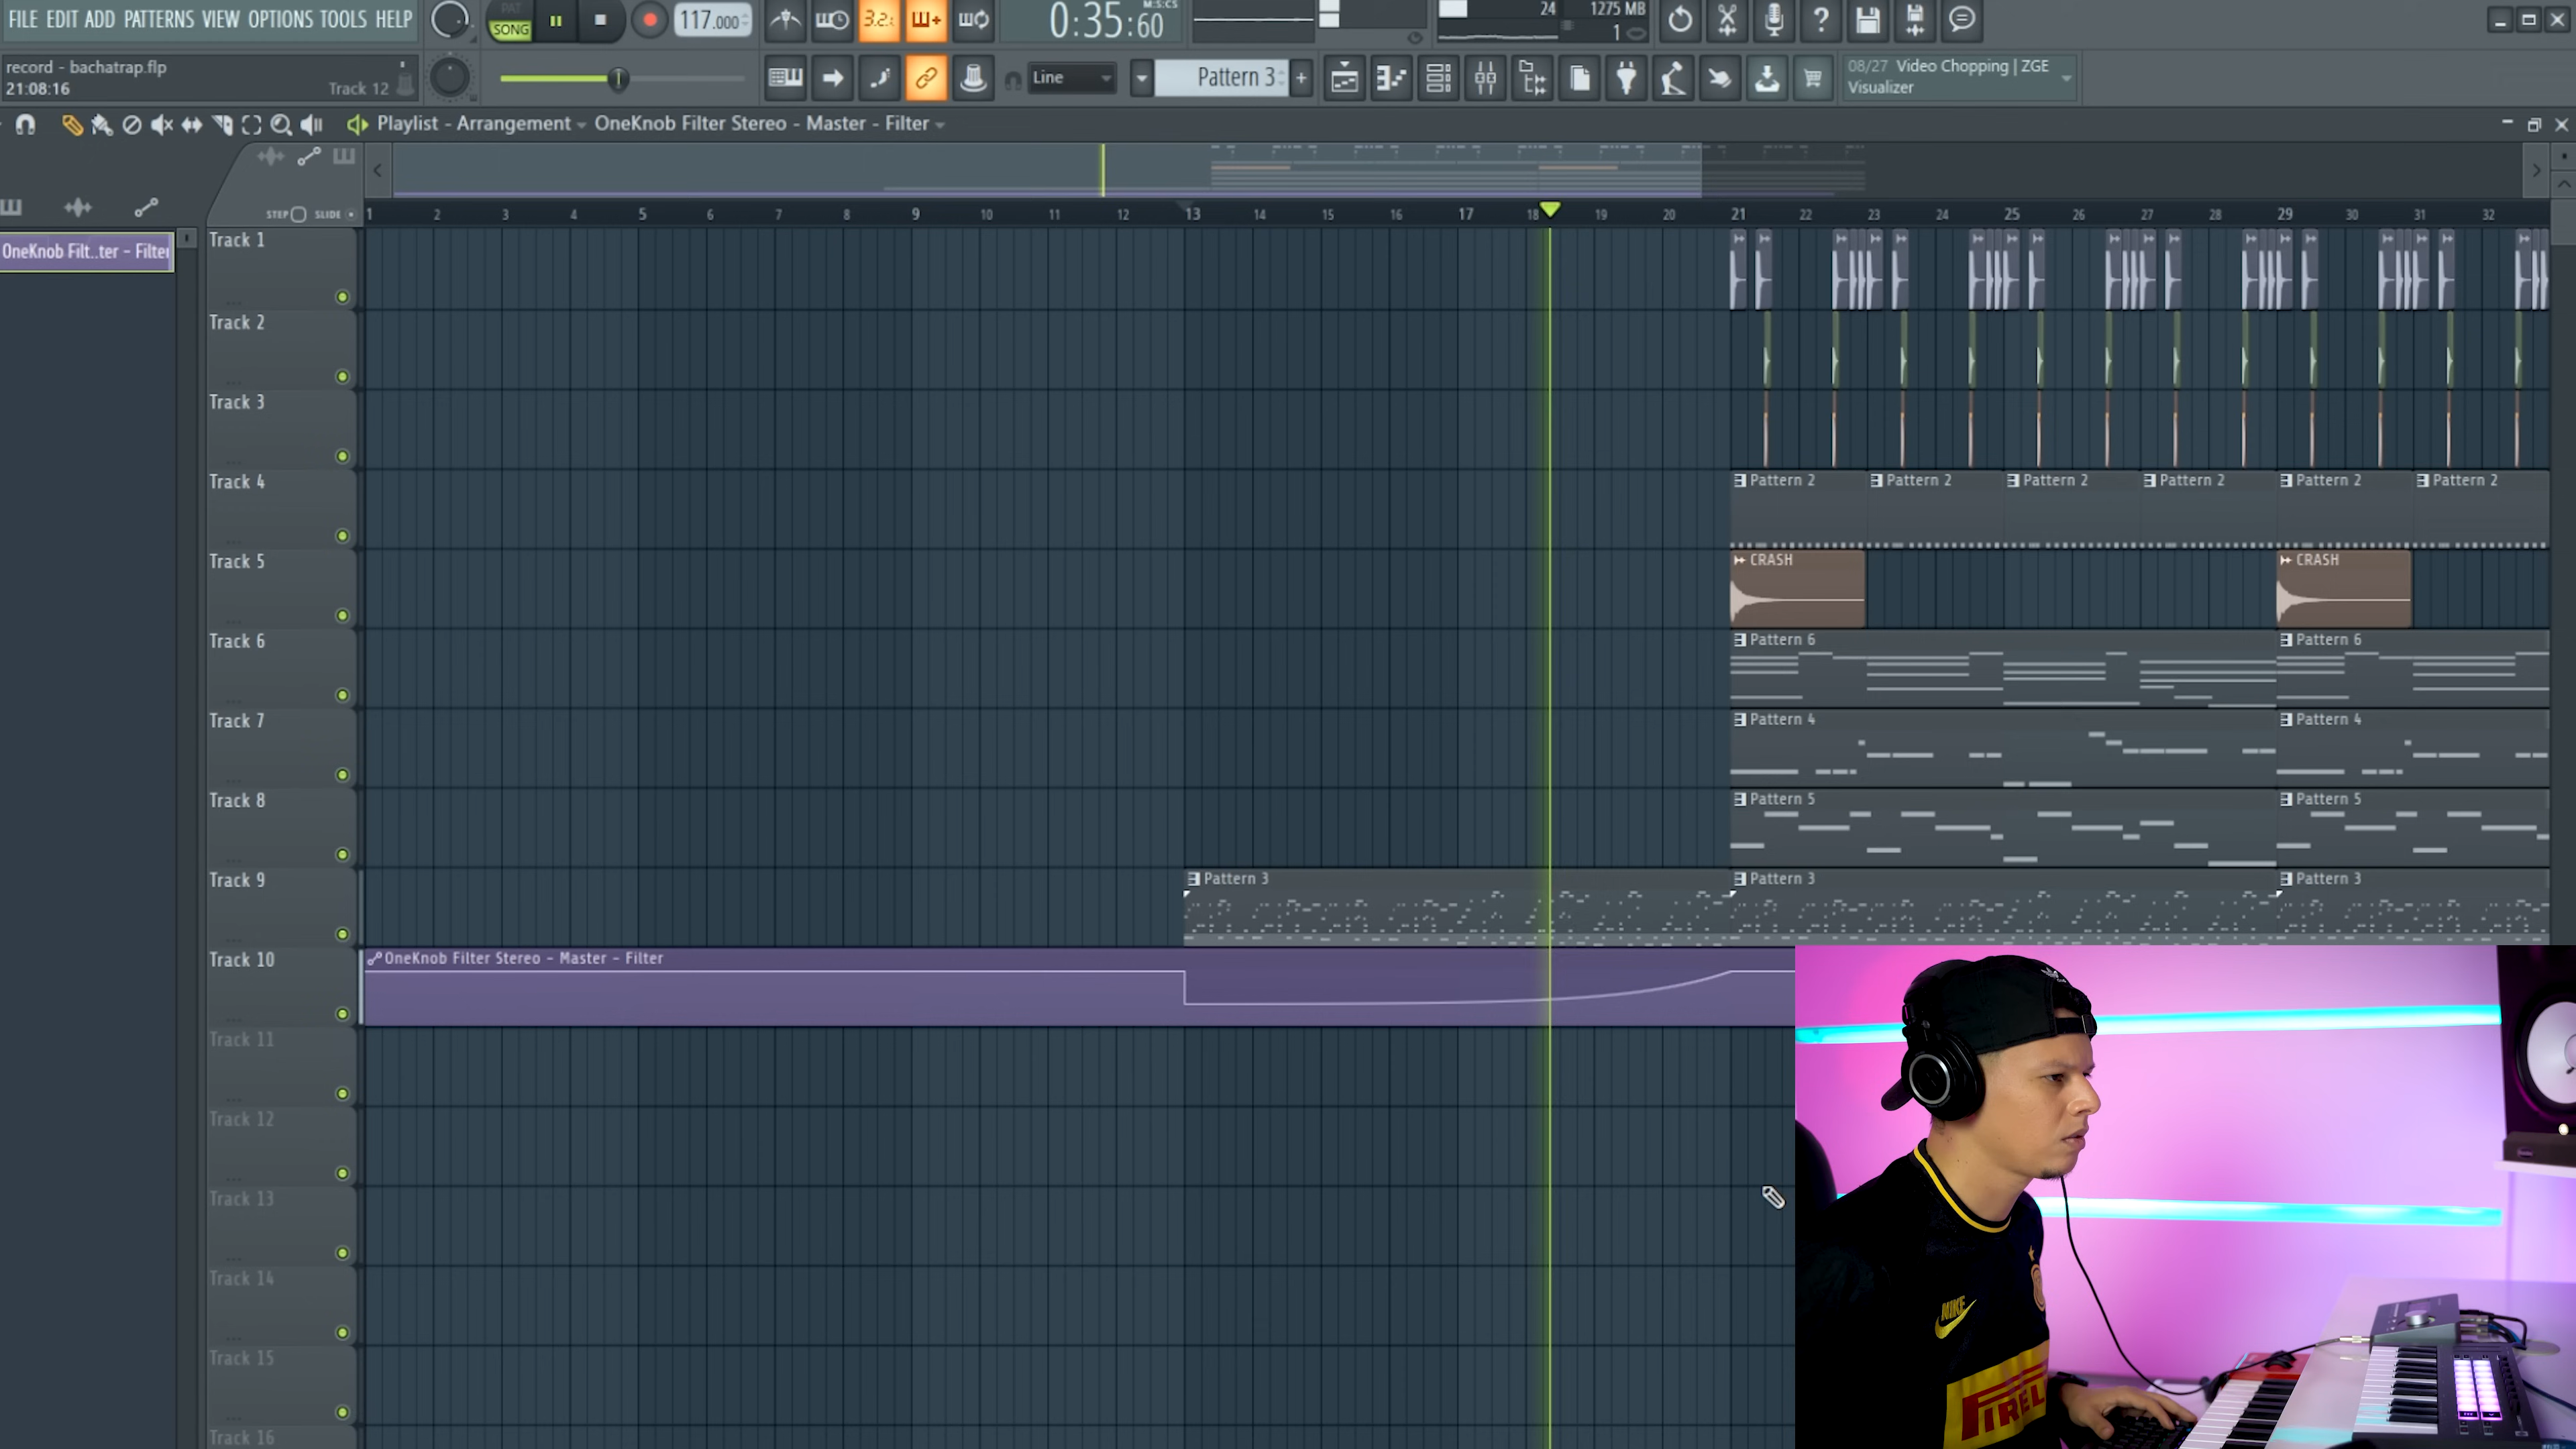 FILE EDIT ADD PATTERNS VIEW OPTIONS TOOLS HELP
PAT
SONG
117.000
3.2.
0:35:60
M:S:CS
24
1275 MB
1
record - bachatrap.flp
21:08:16
Track 12
Line
Pattern 3
08/27 Video Chopping | ZGE
Visualizer
Playlist - Arrangement
OneKnob Filter Stereo - Master - Filter
STEP
SLIDE
1 2 3 4 5 6 7 8 9 10 11 12 13 14 15 16 17 18 19 20 21 22 23 24 25 26 27 28 29 30 31 32
OneKnob Filt..ter - Filter
Track 1
Track 2
Track 3
Track 4
Pattern 2 Pattern 2 Pattern 2 Pattern 2 Pattern 2 Pattern 2
Track 5
CRASH CRASH
Track 6
Pattern 6 Pattern 6
Track 7
Pattern 4 Pattern 4
Track 8
Pattern 5 Pattern 5
Track 9
Pattern 3 Pattern 3 Pattern 3
Track 10
OneKnob Filter Stereo - Master - Filter
Track 11
Track 12
Track 13
Track 14
Track 15
Track 16
NIKE
PIREL